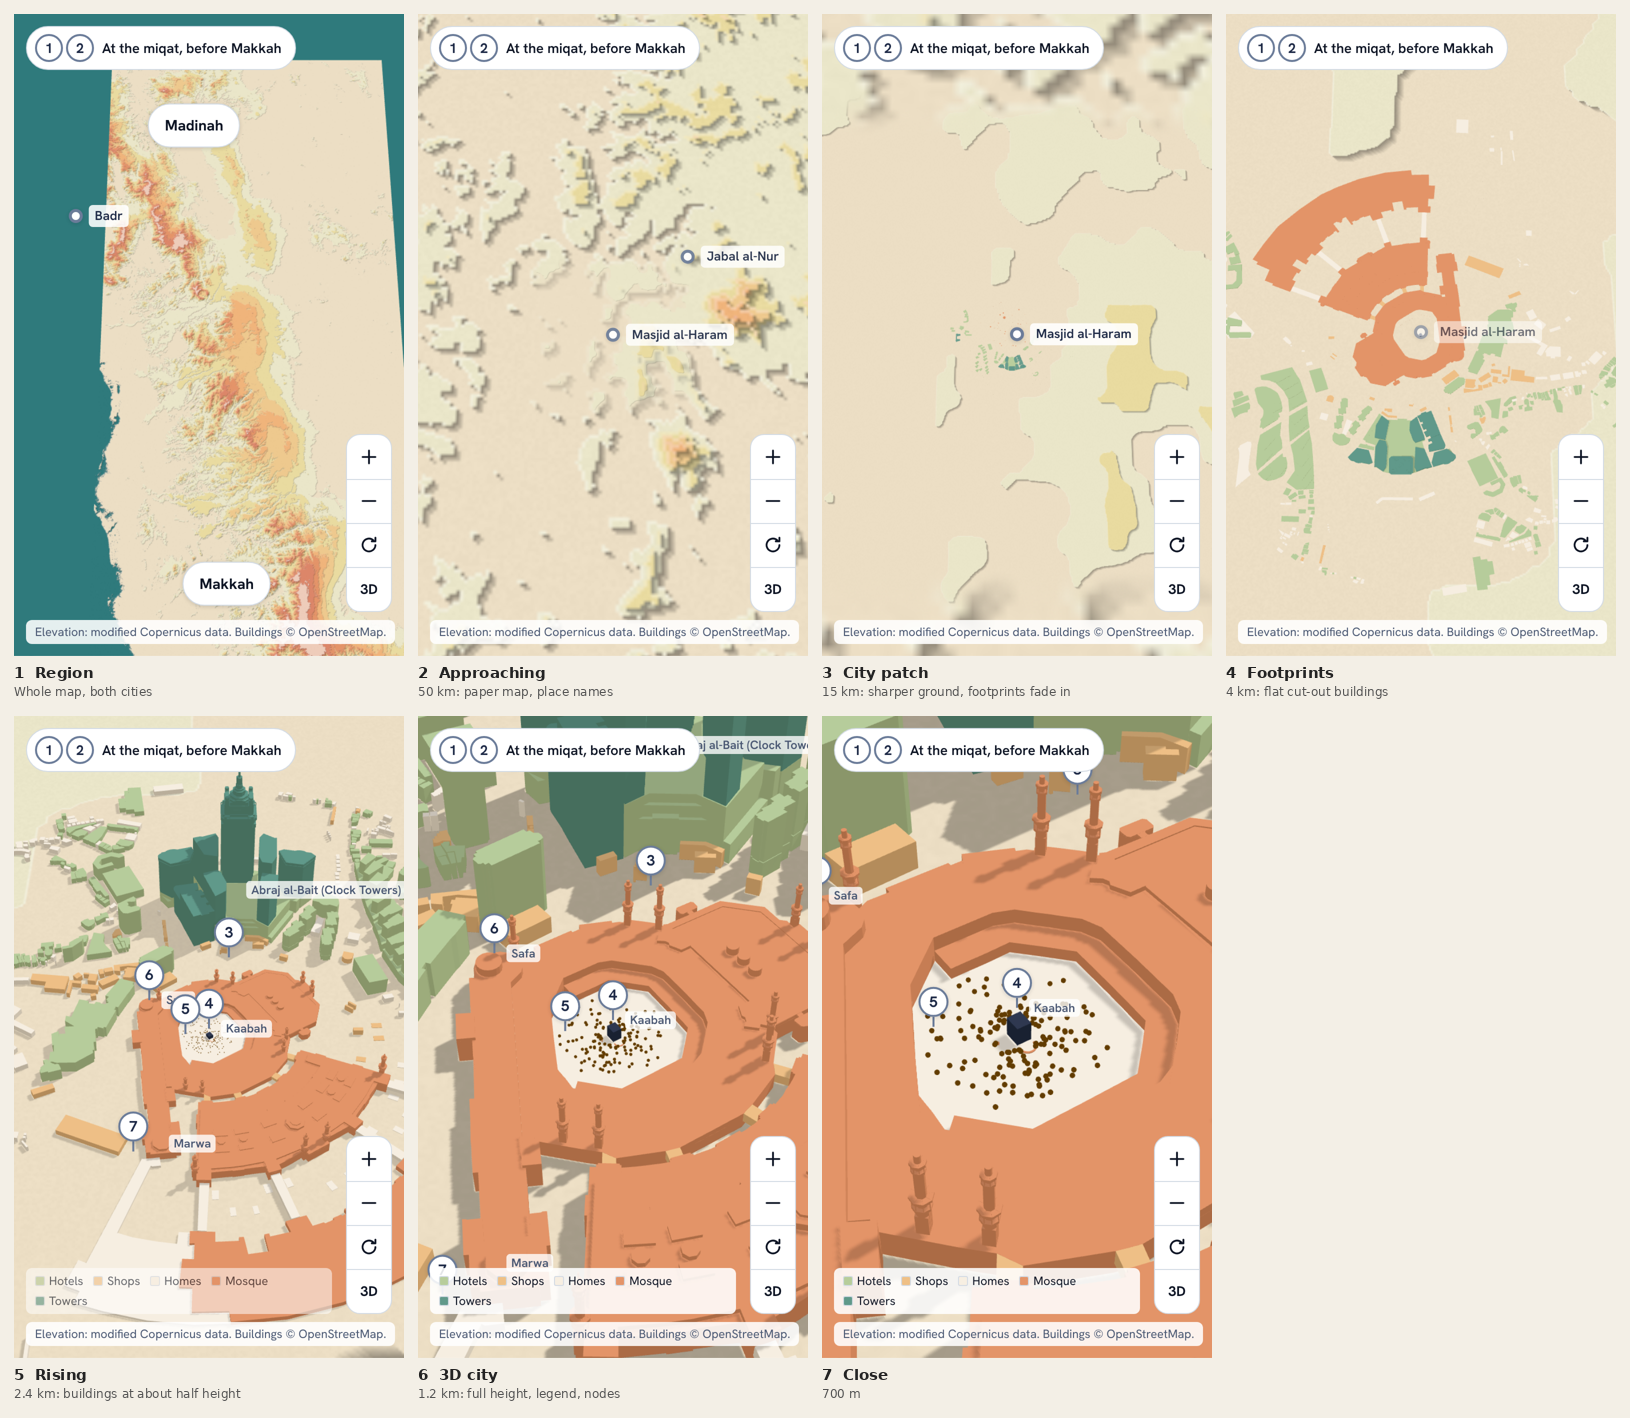 1 2 At the miqat, before Makkah
Madinah
Badr
Makkah
+
−
3D
Elevation: modified Copernicus data. Buildings © OpenStreetMap.
1 Region
Whole map, both cities
1 2 At the miqat, before Makkah
Jabal al-Nur
Masjid al-Haram
+
−
3D
Elevation: modified Copernicus data. Buildings © OpenStreetMap.
2 Approaching
50 km: paper map, place names
1 2 At the miqat, before Makkah
Masjid al-Haram
+
−
3D
Elevation: modified Copernicus data. Buildings © OpenStreetMap.
3 City patch
15 km: sharper ground, footprints fade in
1 2 At the miqat, before Makkah
Masjid al-Haram
+
−
3D
Elevation: modified Copernicus data. Buildings © OpenStreetMap.
4 Footprints
4 km: flat cut-out buildings
1 2 At the miqat, before Makkah
Abraj al-Bait (Clock Towers)
3
6
5 4
Kaabah
7
Marwa
+
−
3D
Hotels Shops Homes Mosque
Towers
Elevation: modified Copernicus data. Buildings © OpenStreetMap.
5 Rising
2.4 km: buildings at about half height
1 2 At the miqat, before Makkah
al-Bait (Clock
3
6
Safa
5 4
Kaabah
Marwa
7
+
−
3D
Hotels Shops Homes Mosque
Towers
Elevation: modified Copernicus data. Buildings © OpenStreetMap.
6 3D city
1.2 km: full height, legend, nodes
1 2 At the miqat, before Makkah
Safa
4
5
Kaabah
+
−
3D
Hotels Shops Homes Mosque
Towers
Elevation: modified Copernicus data. Buildings © OpenStreetMap.
7 Close
700 m